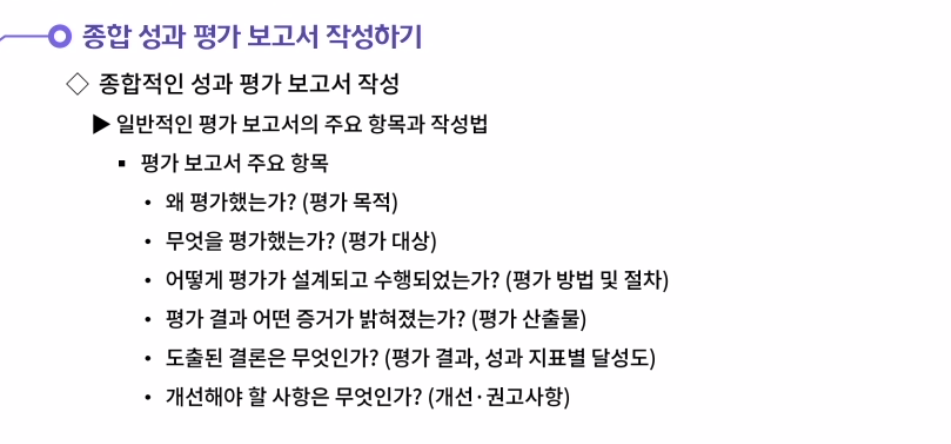 종합 성과 평가 보고서 작성하기
◇ 종합적인 성과 평가 보고서 작성
▶ 일반적인 평가 보고서의 주요 항목과 작성법
▪ 평가 보고서 주요 항목
• 왜 평가했는가? (평가 목적)
• 무엇을 평가했는가? (평가 대상)
• 어떻게 평가가 설계되고 수행되었는가? (평가 방법 및 절차)
• 평가 결과 어떤 증거가 밝혀졌는가? (평가 산출물)
• 도출된 결론은 무엇인가? (평가 결과, 성과 지표별 달성도)
• 개선해야 할 사항은 무엇인가? (개선·권고사항)